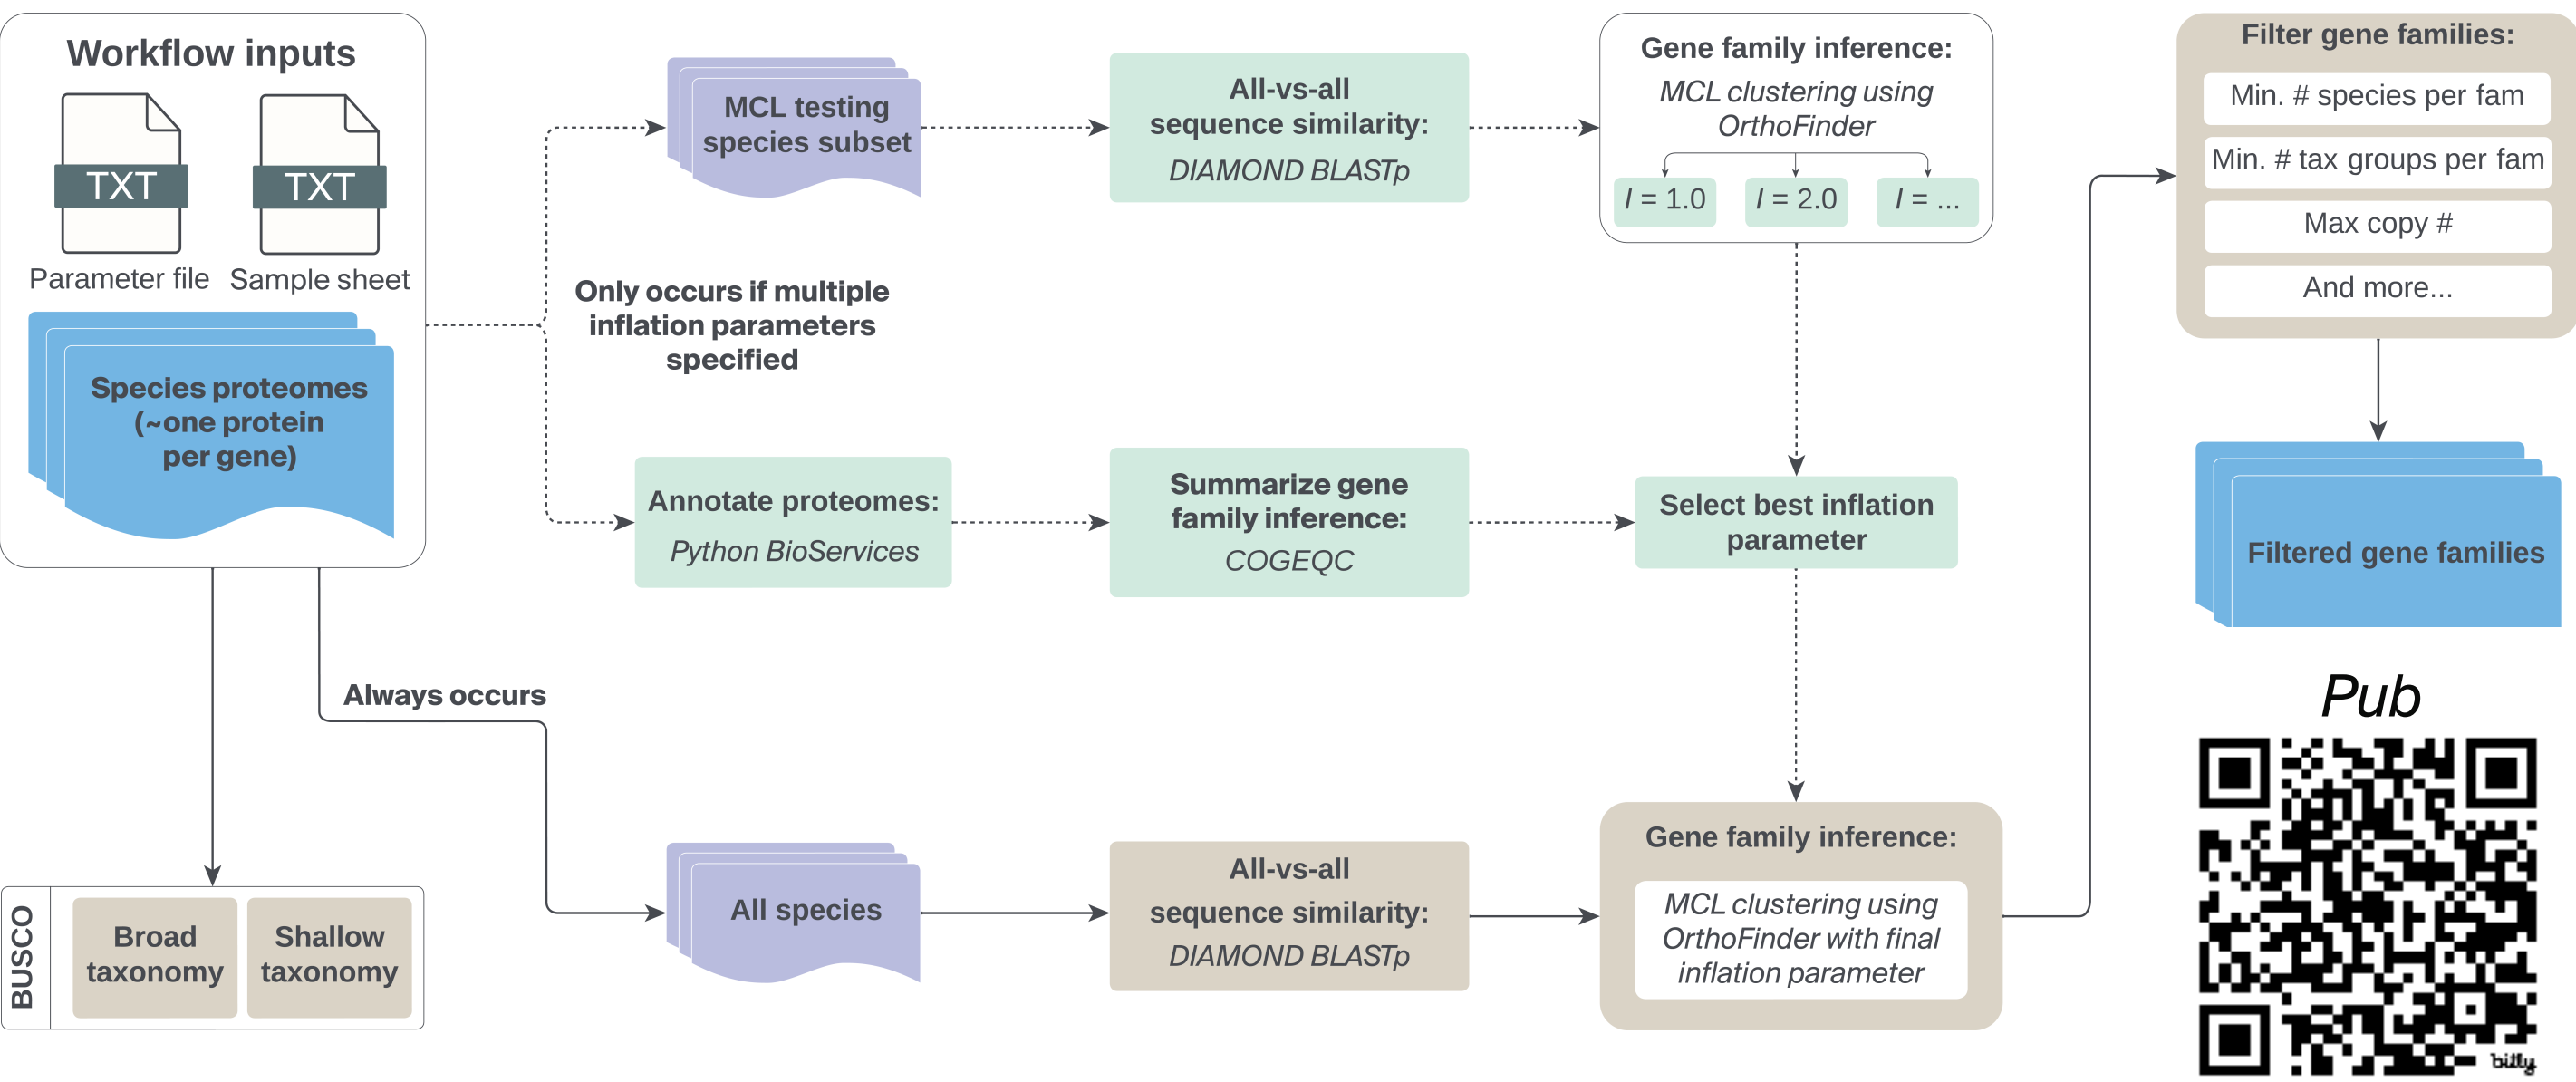 Workflow inputs
TXT
TXT
Parameter file
Sample sheet
Species proteomes
(~one protein
per gene)
Only occurs if multiple
inflation parameters
specified
MCL testing
species subset
All-vs-all
sequence similarity:
DIAMOND BLASTp
Gene family inference:
MCL clustering using
OrthoFinder
I = 1.0
I = 2.0
I = ...
Annotate proteomes:
Python BioServices
Summarize gene
family inference:
COGEQC
Select best inflation
parameter
Always occurs
BUSCO
Broad
taxonomy
Shallow
taxonomy
All species
All-vs-all
sequence similarity:
DIAMOND BLASTp
Gene family inference:
MCL clustering using
OrthoFinder with final
inflation parameter
Filter gene families:
Min. # species per fam
Min. # tax groups per fam
Max copy #
And more...
Filtered gene families
Pub
bitly